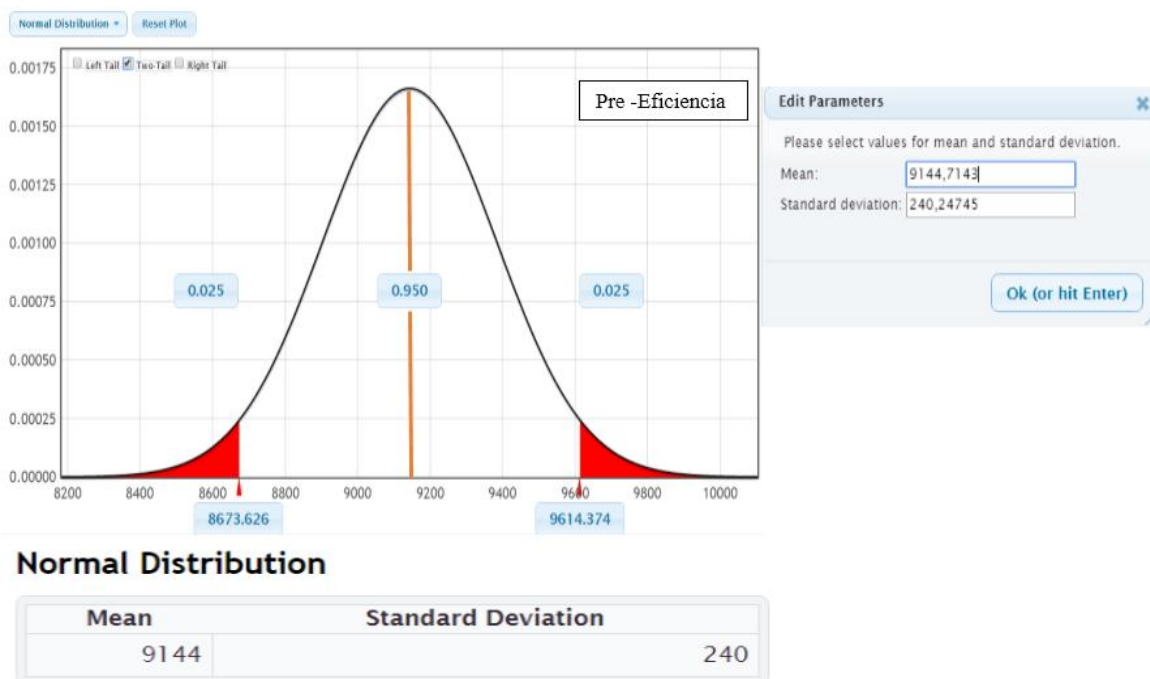 Normal Distribution
Reset Plot
Left Tail Two-Tail Right Tail
Pre -Eficiencia
0.00175
0.00150
0.00125
0.00100
0.00075
0.00050
0.00025
0.00000
0.025
0.950
0.025
8200 8400 8600 8800 9000 9200 9400 9600 9800 10000
8673.626
9614.374
Edit Parameters
Please select values for mean and standard deviation.
Mean: 9144,7143
Standard deviation: 240,24745
Ok (or hit Enter)
Normal Distribution
Mean Standard Deviation
9144 240